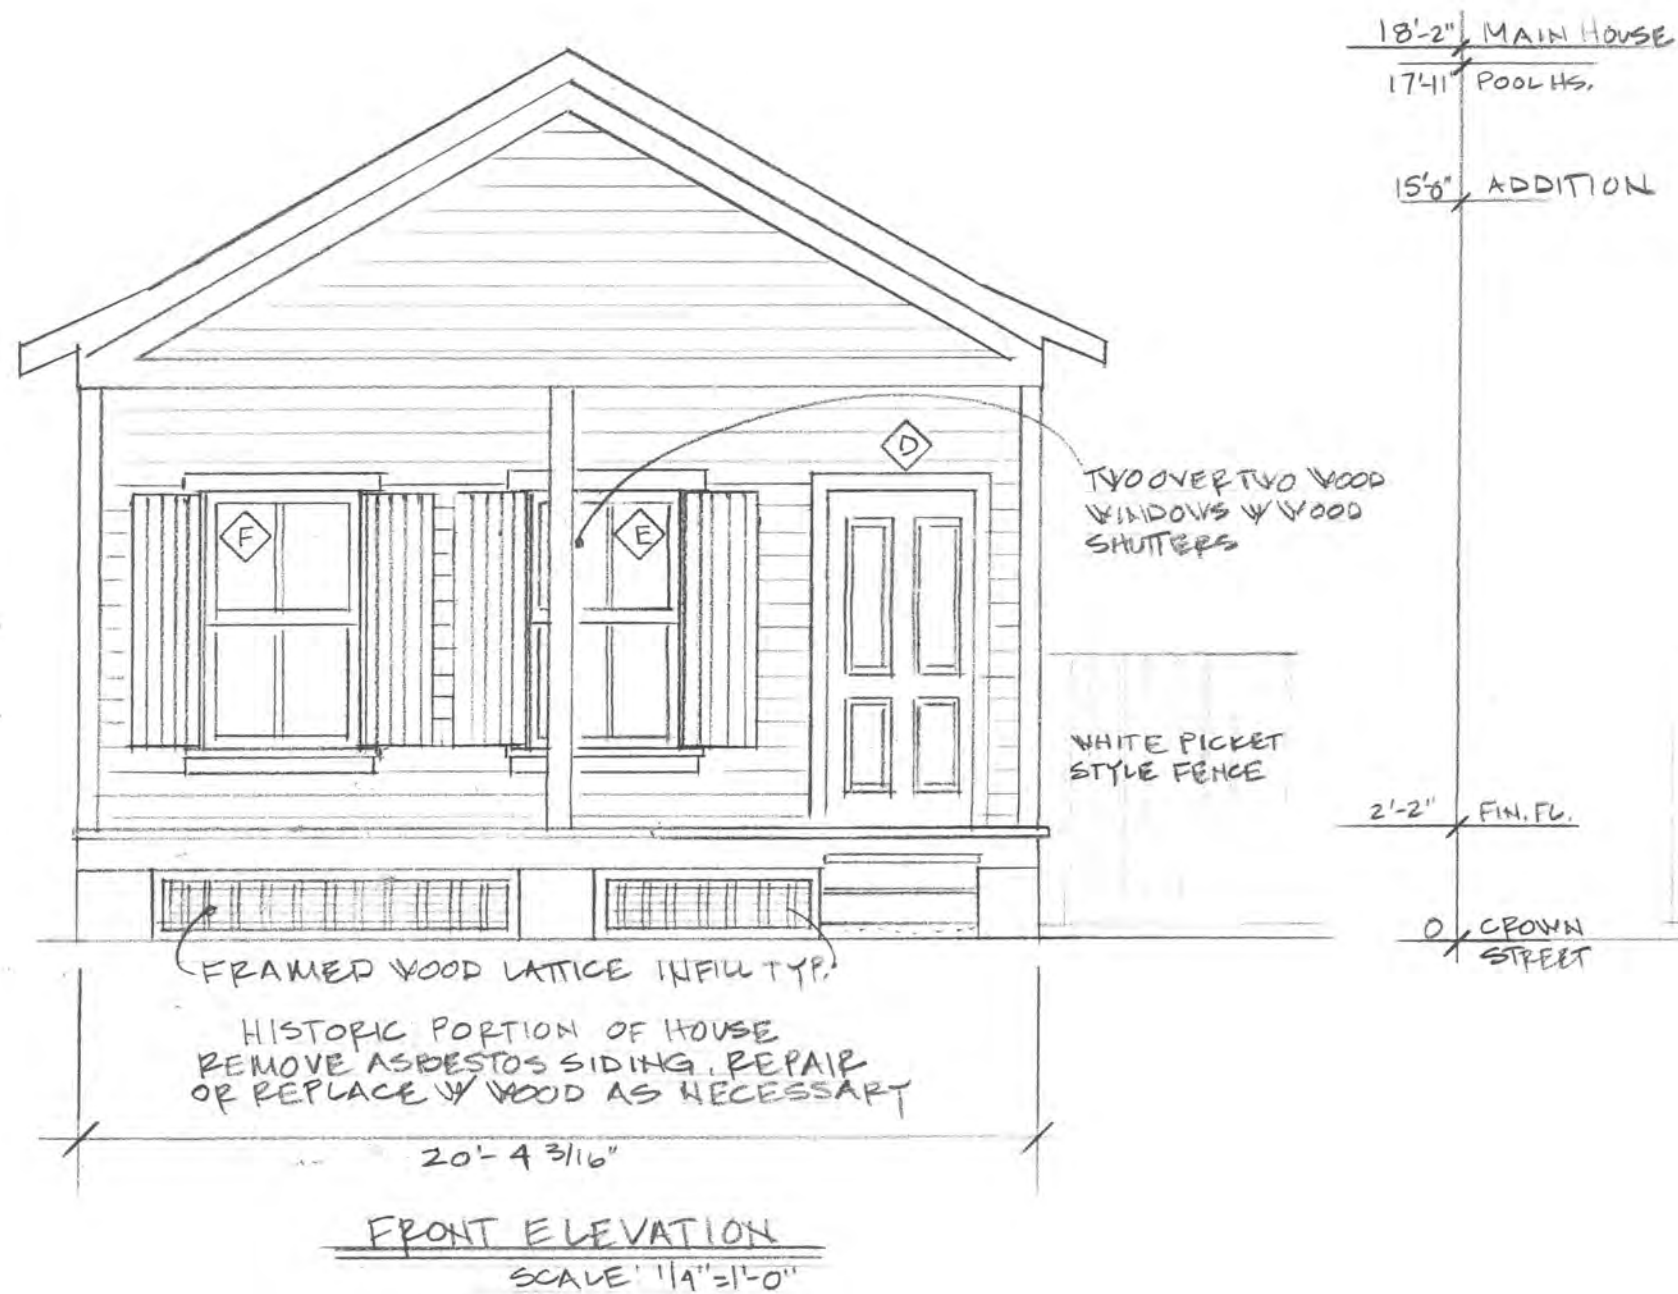 18'-2" MAIN HOUSE
17'-11" POOL HS.
15'-0" ADDITION
D
F
E
TWO OVER TWO WOOD
WINDOWS W/ WOOD
SHUTTERS
WHITE PICKET
STYLE FENCE
2'-2" FIN. FL.
0 CROWN
STREET
FRAMED WOOD LATTICE INFILL TYP.
HISTORIC PORTION OF HOUSE
REMOVE ASBESTOS SIDING. REPAIR
OR REPLACE W/ WOOD AS NECESSARY
20'-4 3/16"
FRONT ELEVATION
SCALE: 1/4"=1'-0"